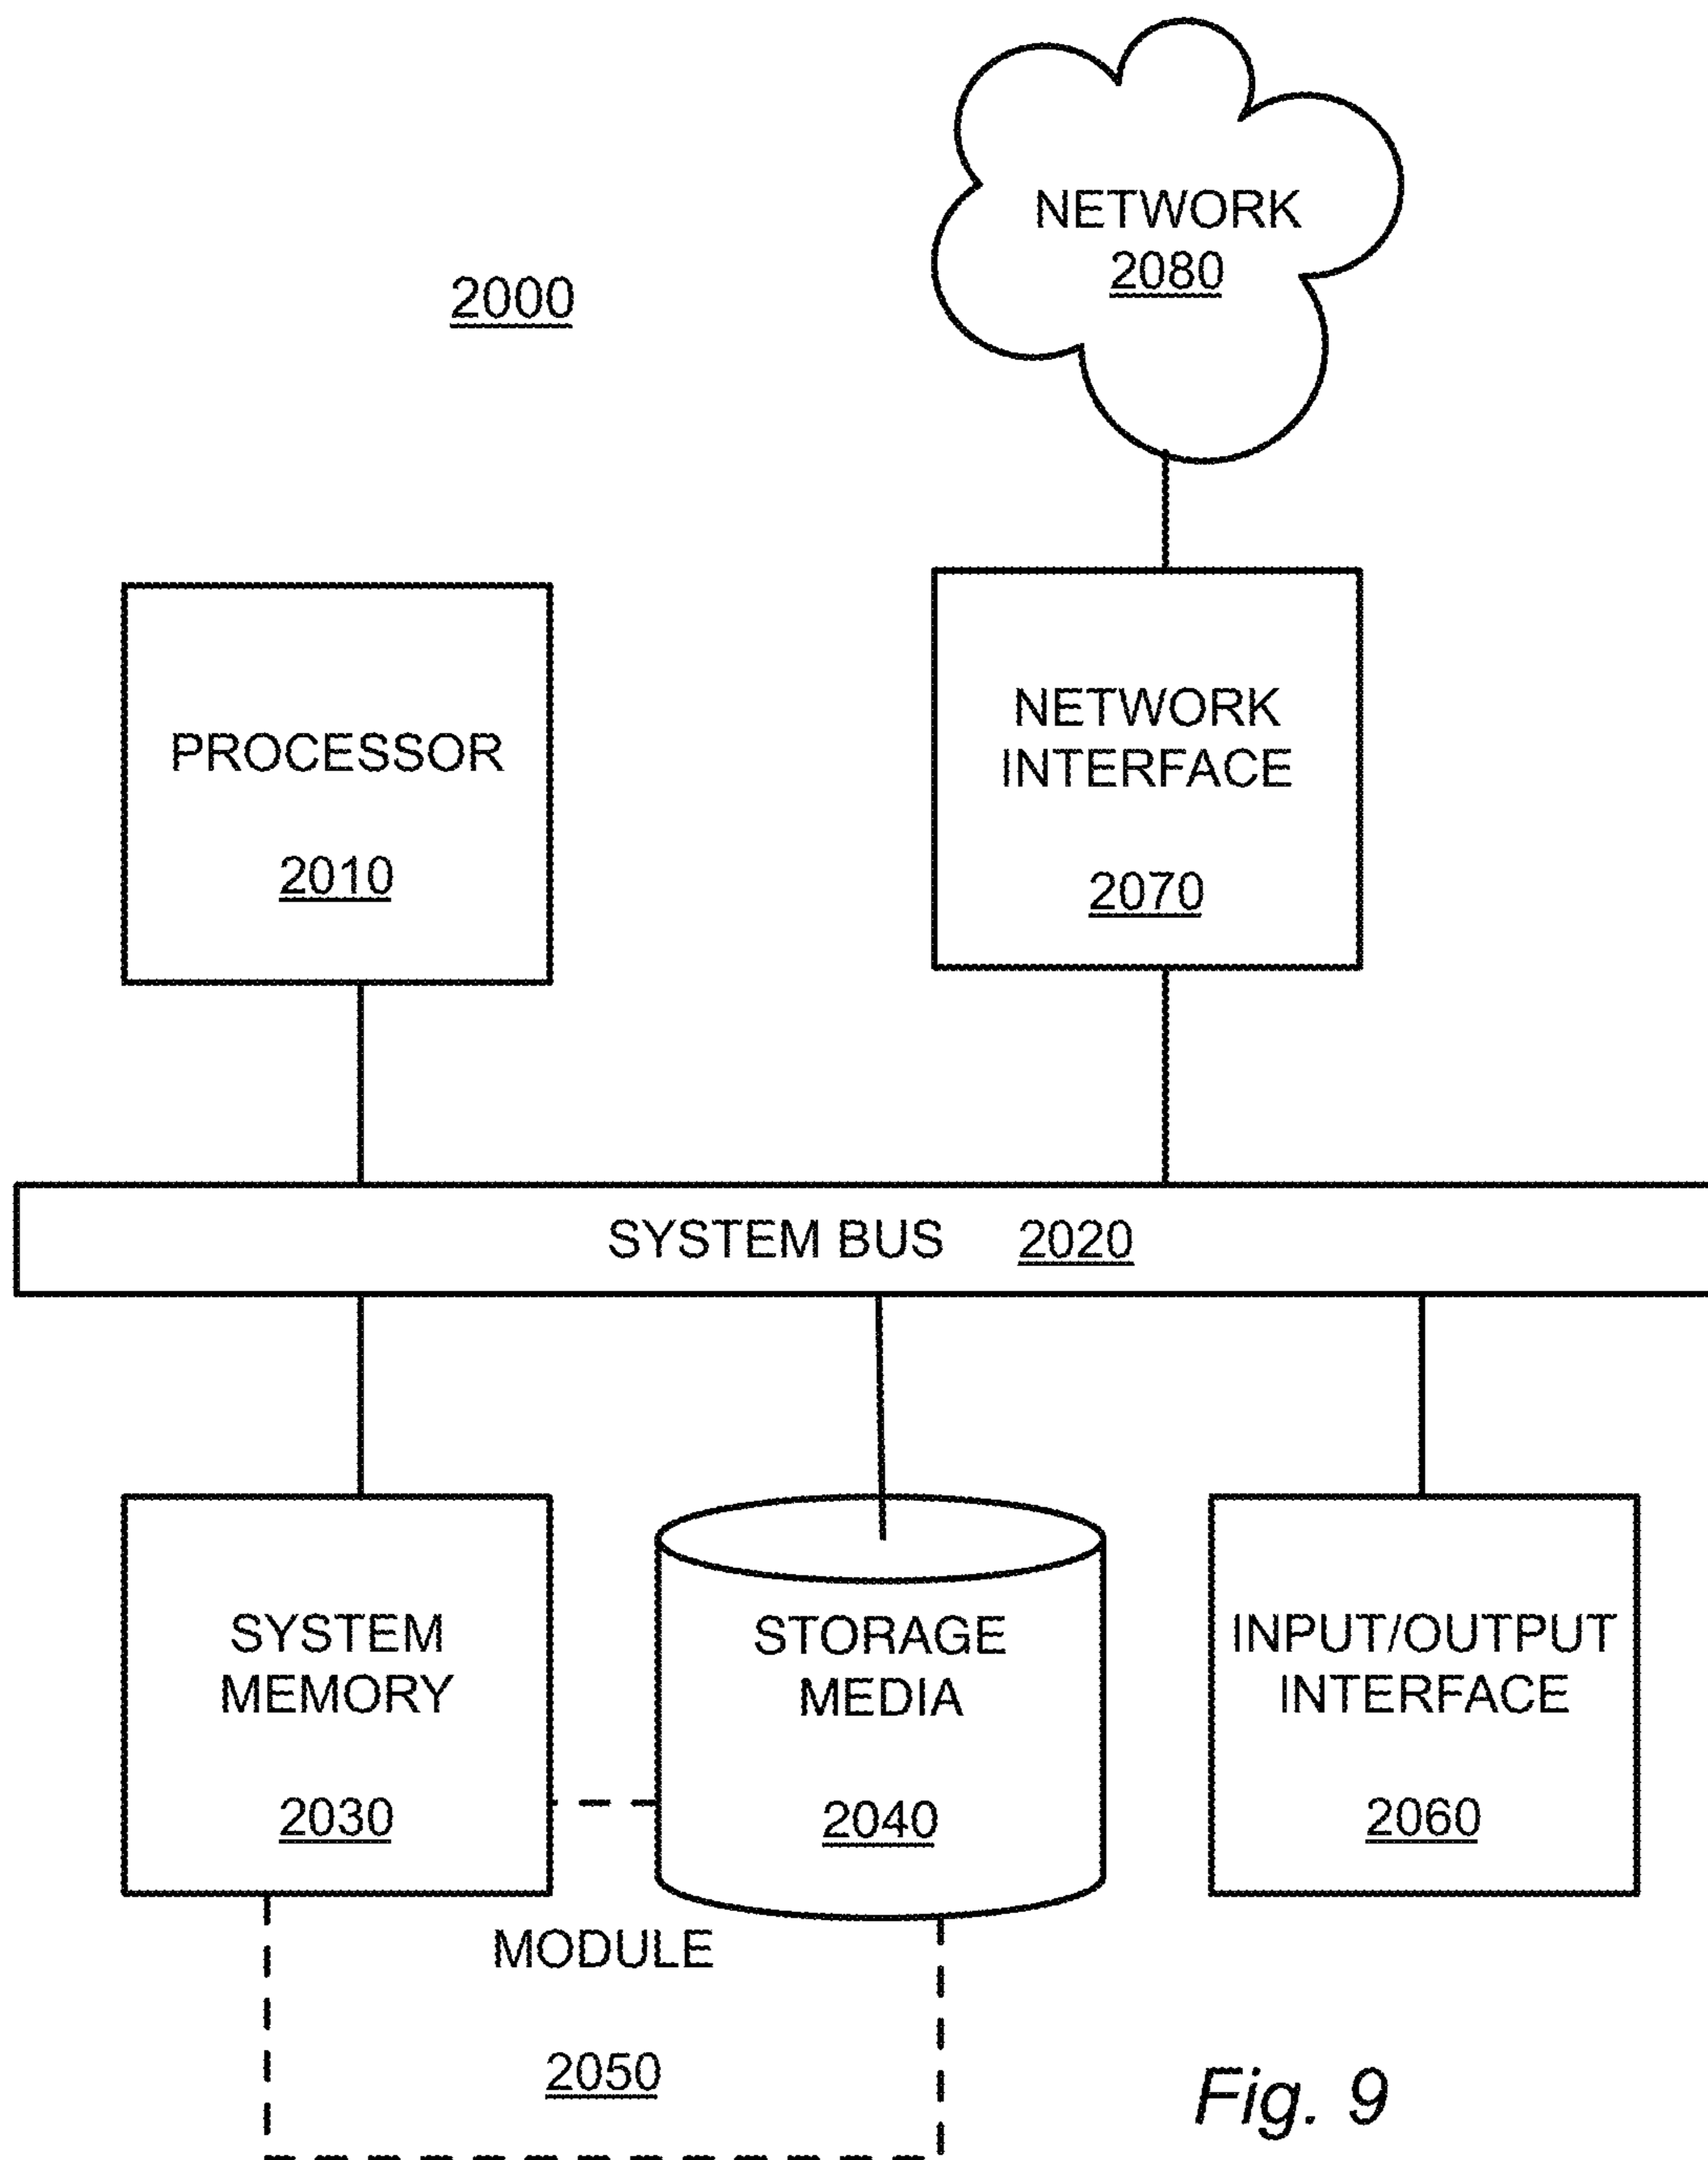 NETWORK
2080
2000
PROCESSOR
2010
NETWORK
INTERFACE
2070
SYSTEM BUS 2020
SYSTEM
MEMORY
2030
STORAGE
MEDIA
2040
INPUT/OUTPUT
INTERFACE
2060
MODULE
2050
Fig. 9